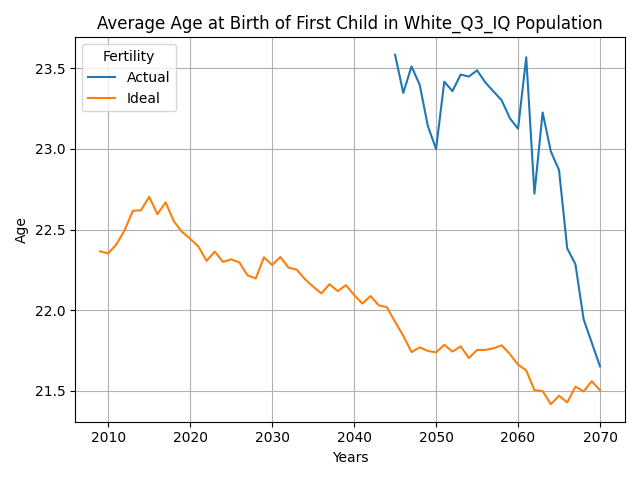 Average Age at Birth of First Child in White_Q3_IQ Population
Fertility
Actual
Ideal
23.5
23.0
22.5
22.0
21.5
Age
2010 2020 2030 2040 2050 2060 2070
Years